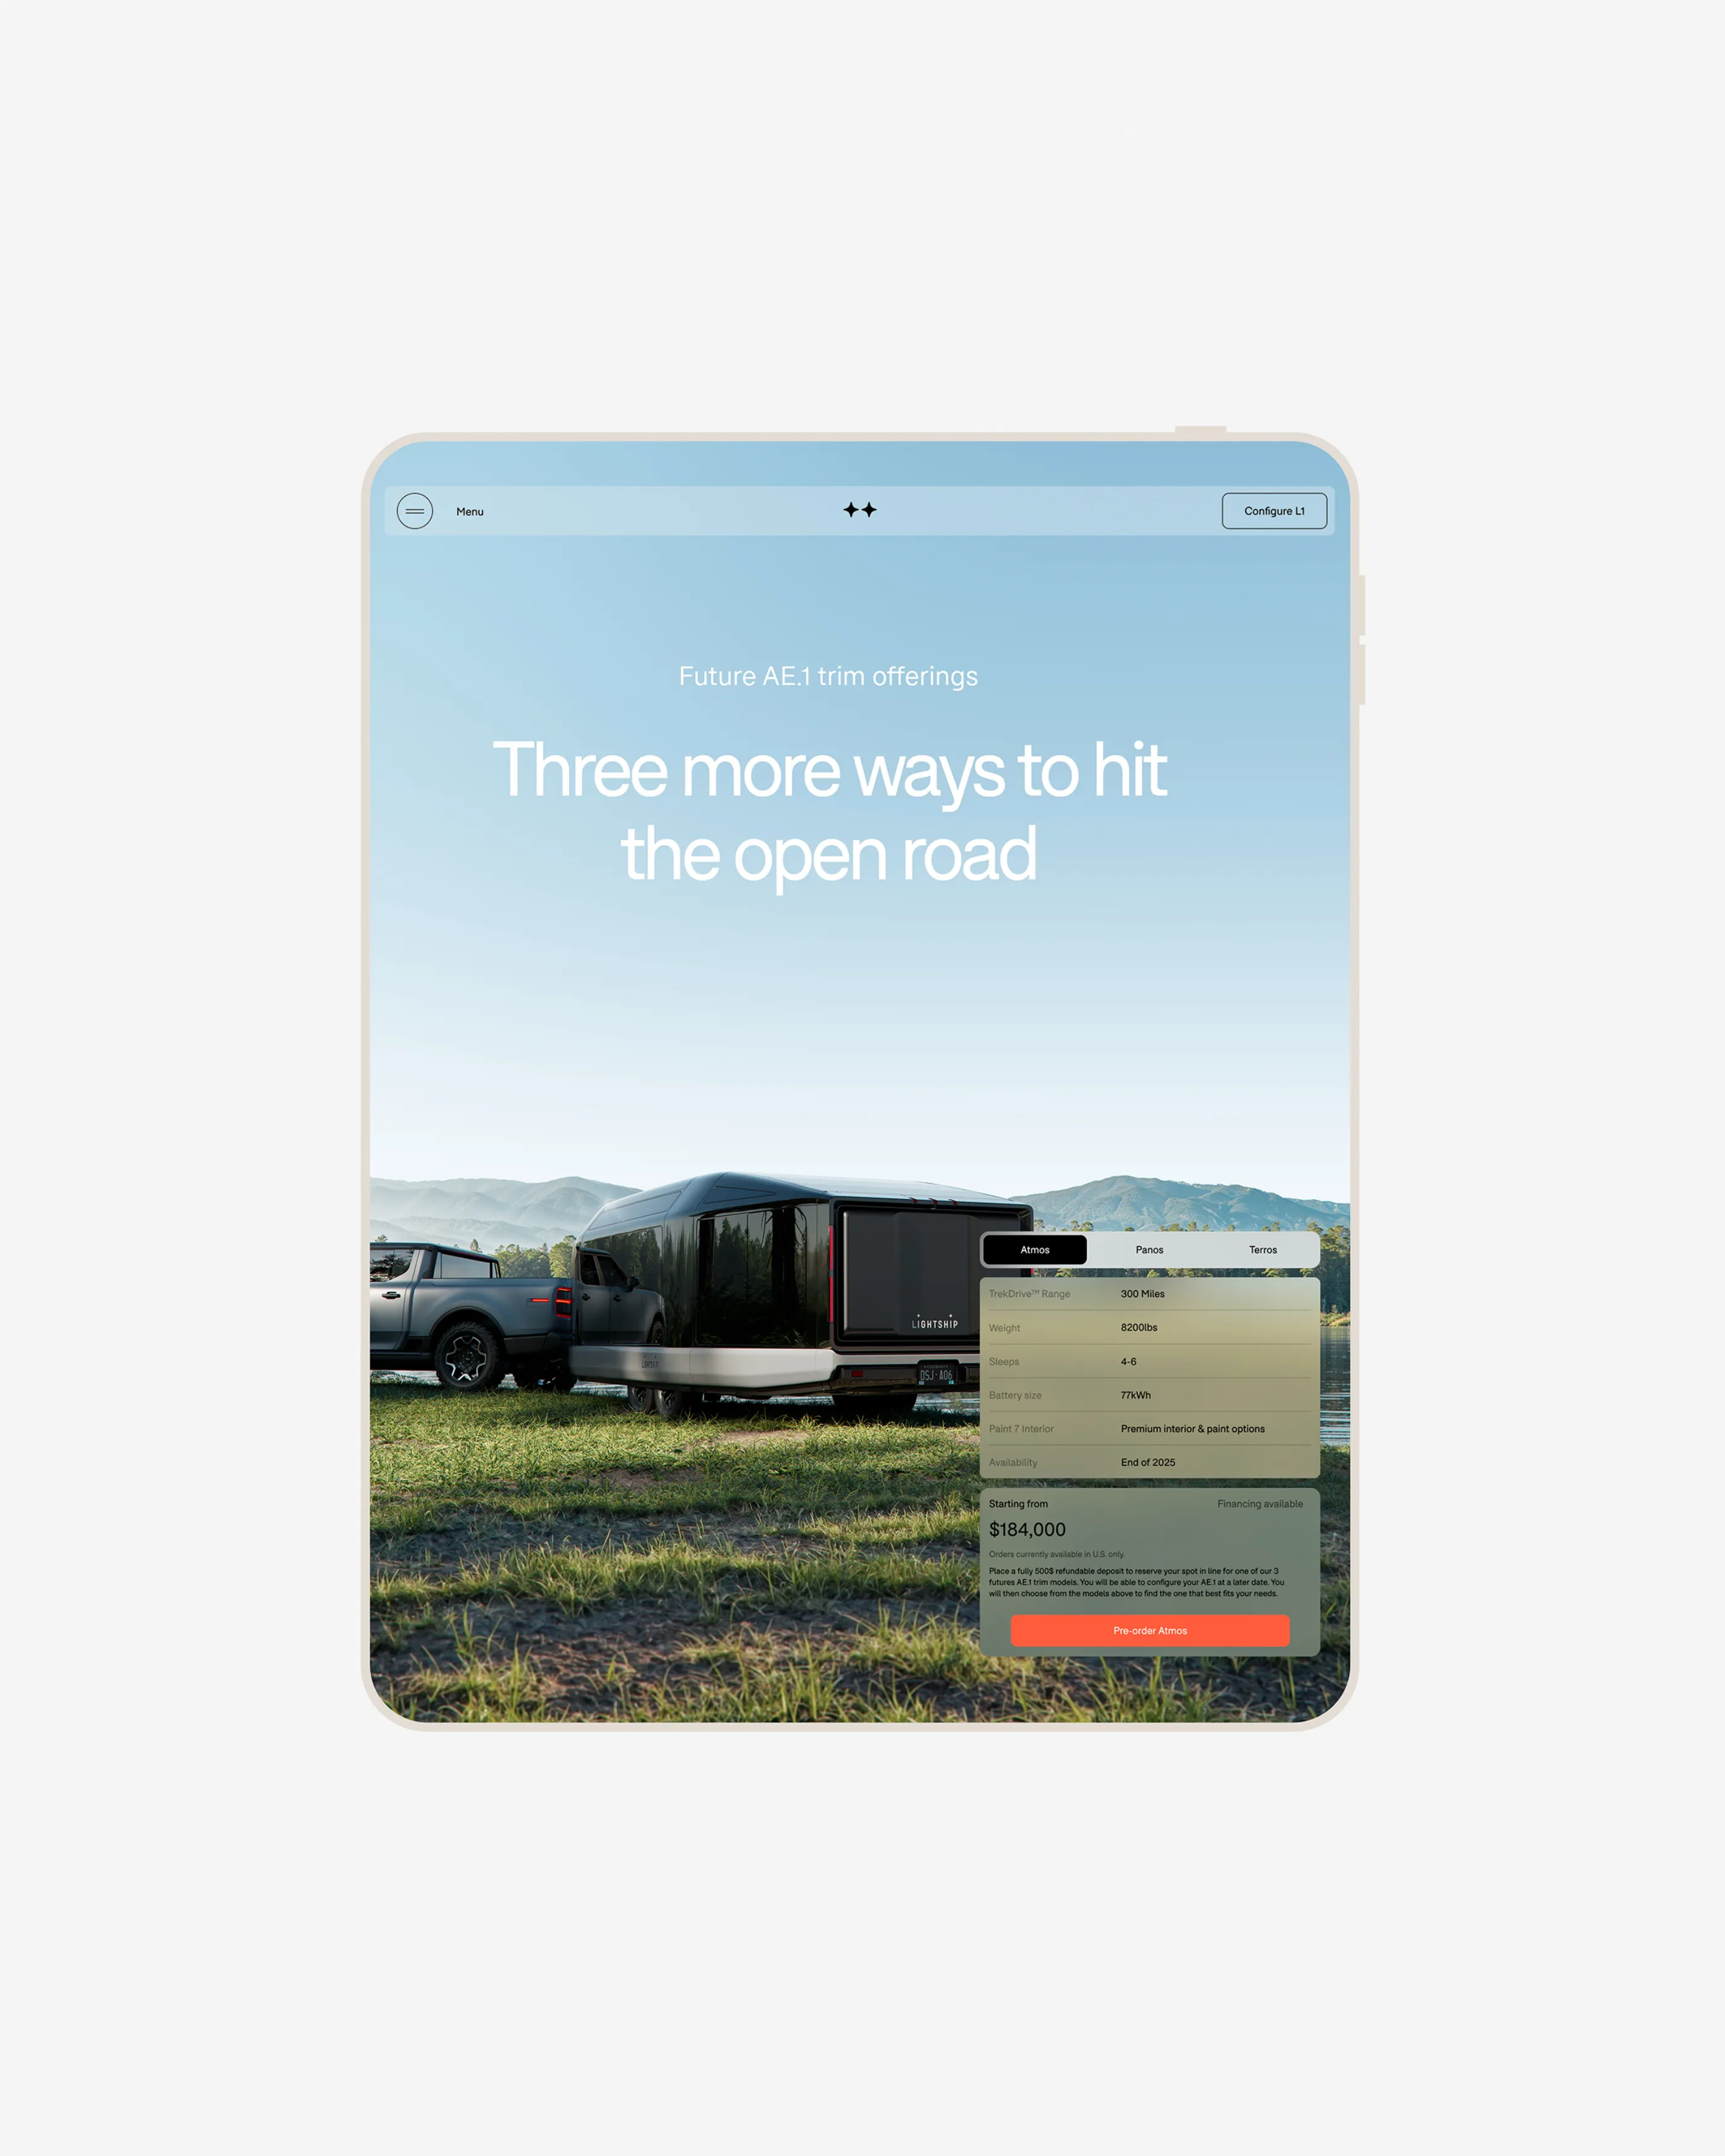 Menu
Configure L1
Future AE.1 trim offerings
Three more ways to hit
the open road
LIGHTSHIP
LIGHTSHIP
Atmos Panos Terros
TrekDrive™ Range 300 Miles
Weight 8200lbs
Sleeps 4-6
Battery size 77kWh
Paint 7 Interior Premium interior & paint options
Availability End of 2025
Starting from Financing available
$184,000
Orders currently available in U.S. only.
Place a fully 500$ refundable deposit to reserve your spot in line for one of our 3
futures AE.1 trim models. You will be able to configure your AE.1 at a later date. You
will then choose from the models above to find the one that best fits your needs.
Pre-order Atmos